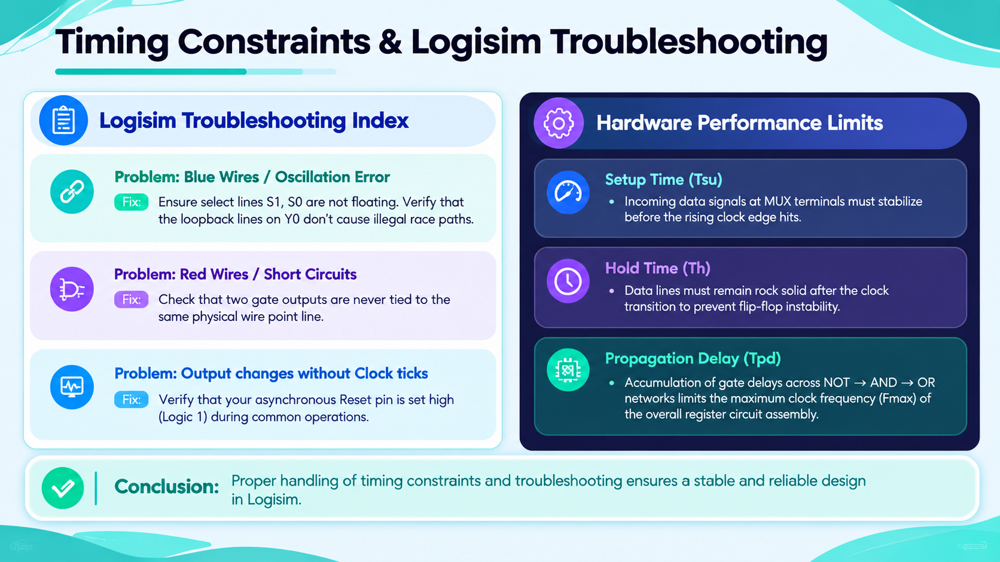 Timing Constraints & Logisim Troubleshooting
Logisim Troubleshooting Index
Problem: Blue Wires / Oscillation Error
Fix: Ensure select lines S1, S0 are not floating. Verify that
the loopback lines on Y0 don't cause illegal race paths.
Problem: Red Wires / Short Circuits
Fix: Check that two gate outputs are never tied to the
same physical wire point line.
Problem: Output changes without Clock ticks
Fix: Verify that your asynchronous Reset pin is set high
(Logic 1) during common operations.
Hardware Performance Limits
Setup Time (Tsu)
• Incoming data signals at MUX terminals must stabilize
before the rising clock edge hits.
Hold Time (Th)
• Data lines must remain rock solid after the clock
transition to prevent flip-flop instability.
Propagation Delay (Tpd)
• Accumulation of gate delays across NOT → AND → OR
networks limits the maximum clock frequency (Fmax) of
the overall register circuit assembly.
Conclusion: Proper handling of timing constraints and troubleshooting ensures a stable and reliable design
in Logisim.